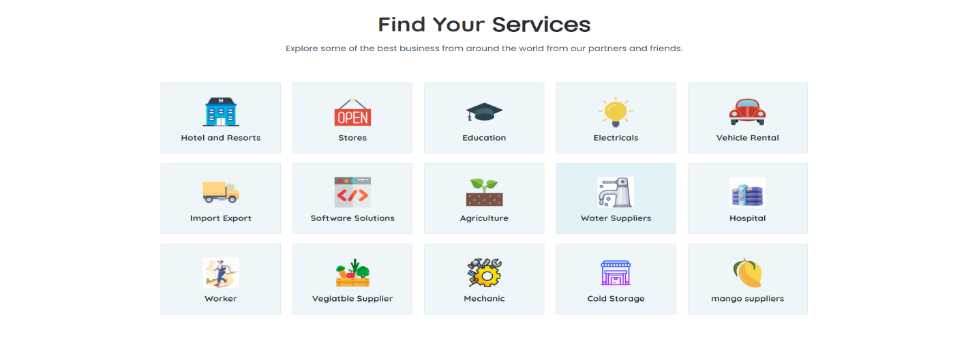 Find Your Services
Explore some of the best business from around the world from our partners and friends.
OPEN
Hotel and Resorts
Stores
Education
Electricals
Vehicle Rental
Import Export
Software Solutions
Agriculture
Water Suppliers
Hospital
Worker
Vegiatble Supplier
Mechanic
Cold Storage
mango suppliers